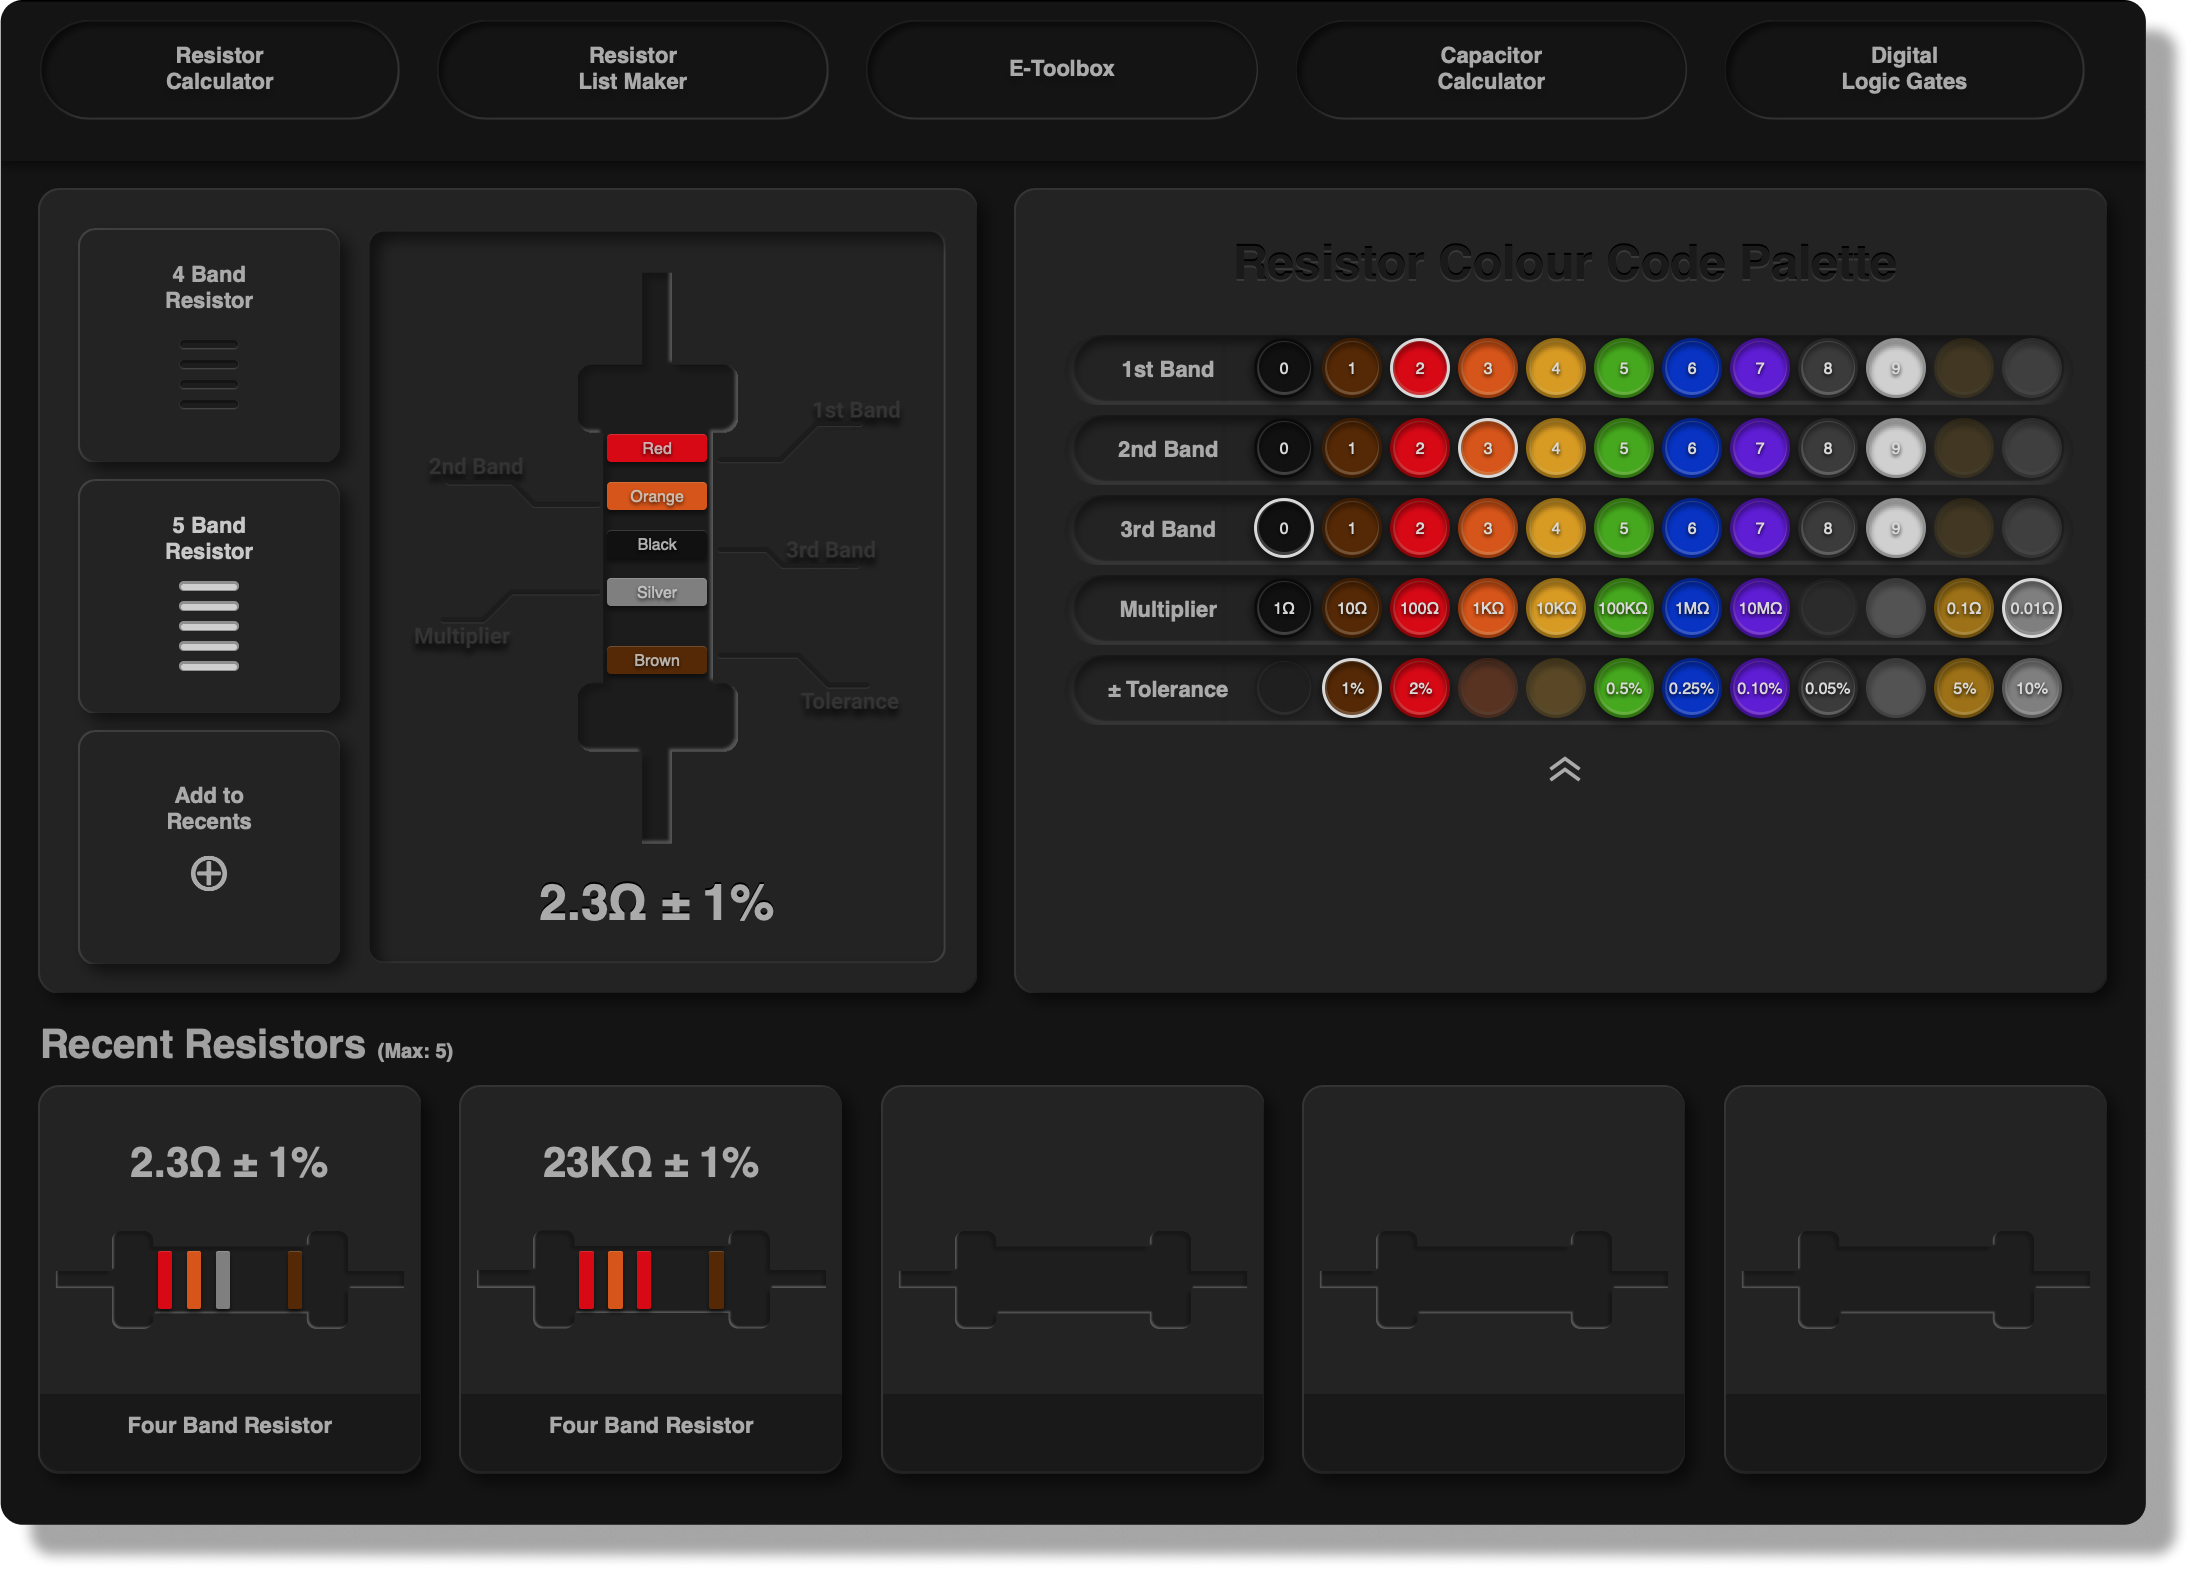 Resistor
Calculator
Resistor
List Maker
E-Toolbox
Capacitor
Calculator
Digital
Logic Gates
4 Band
Resistor
5 Band
Resistor
Add to
Recents
1st Band
Red
2nd Band
Orange
Black
3rd Band
Silver
Multiplier
Brown
Tolerance
2.3Ω ± 1%
Resistor Colour Code Palette
1st Band 0 1 2 3 4 5 6 7 8 9
2nd Band 0 1 2 3 4 5 6 7 8 9
3rd Band 0 1 2 3 4 5 6 7 8 9
Multiplier 1Ω 10Ω 100Ω 1KΩ 10KΩ 100KΩ 1MΩ 10MΩ 0.1Ω 0.01Ω
± Tolerance 1% 2% 0.5% 0.25% 0.10% 0.05% 5% 10%
Recent Resistors (Max: 5)
2.3Ω ± 1%
Four Band Resistor
23KΩ ± 1%
Four Band Resistor